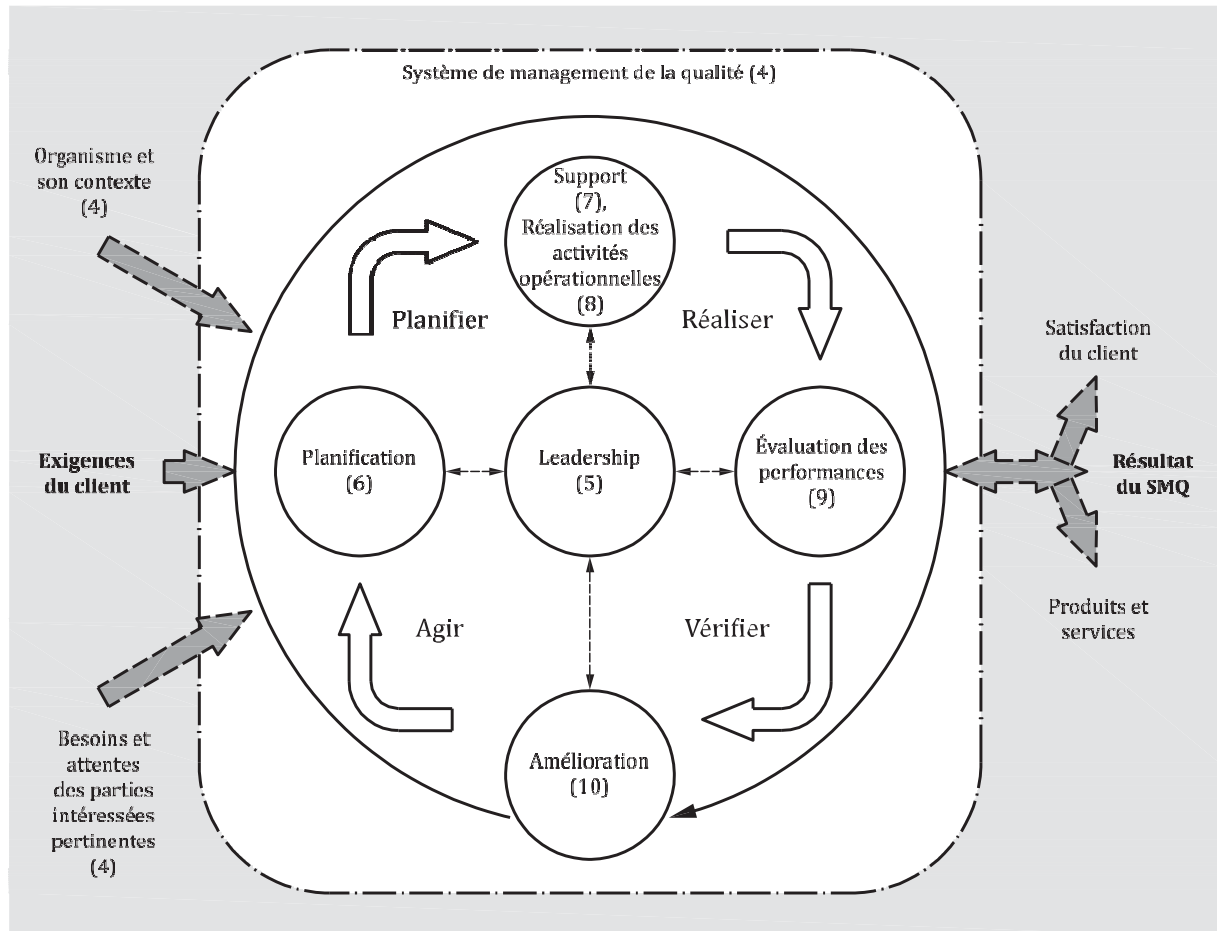 Système de management de la qualité (4)
Organisme et
son contexte
(4)
Support
(7),
Réalisation des
activités
opérationnelles
(8)
Planifier
Réaliser
Satisfaction
du client
Exigences
du client
Planification
(6)
Leadership
(5)
Évaluation des
performances
(9)
Résultat
du SMQ
Agir
Vérifier
Produits et
services
Besoins et
attentes
des parties
intéressées
pertinentes
(4)
Amélioration
(10)